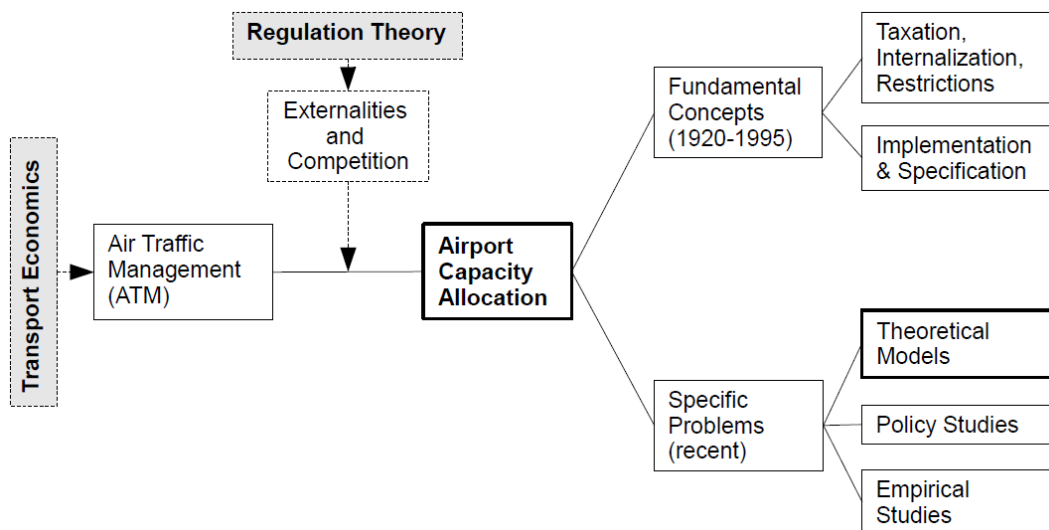 Regulation Theory
Externalities
and
Competition
Transport Economics
Air Traffic
Management
(ATM)
Airport
Capacity
Allocation
Fundamental
Concepts
(1920-1995)
Taxation,
Internalization,
Restrictions
Implementation
& Specification
Specific
Problems
(recent)
Theoretical
Models
Policy Studies
Empirical
Studies